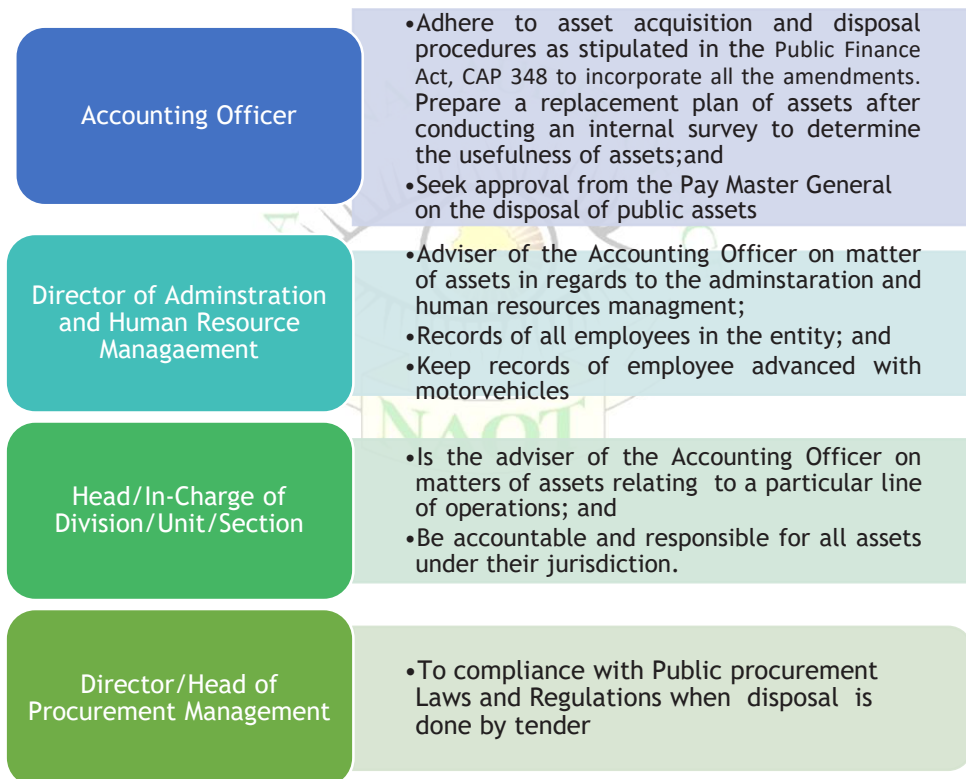 Accounting Officer
•Adhere to asset acquisition and disposal
procedures as stipulated in the Public Finance
Act, CAP 348 to incorporate all the amendments.
Prepare a replacement plan of assets after
conducting an internal survey to determine
the usefulness of assets;and
•Seek approval from the Pay Master General
on the disposal of public assets
Director of Adminstration
and Human Resource
Managaement
•Adviser of the Accounting Officer on matter
of assets in regards to the adminstaration and
human resources managment;
•Records of all employees in the entity; and
•Keep records of employee advanced with
motorvehicles
NAOT
Head/In-Charge of
Division/Unit/Section
•Is the adviser of the Accounting Officer on
matters of assets relating to a particular line
of operations; and
•Be accountable and responsible for all assets
under their jurisdiction.
Director/Head of
Procurement Management
•To compliance with Public procurement
Laws and Regulations when disposal is
done by tender